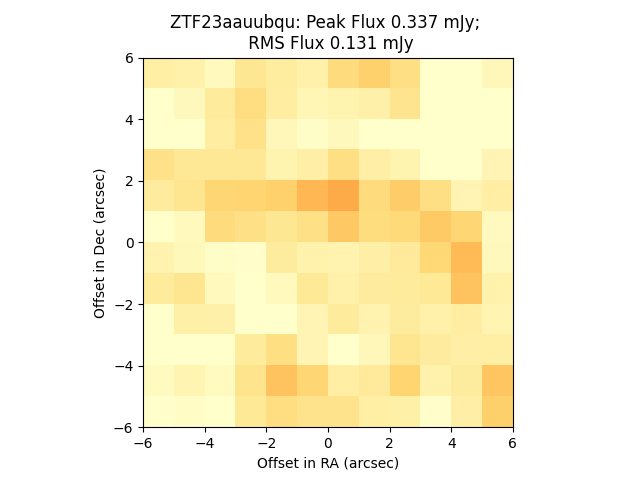 ZTF23aauubqu: Peak Flux 0.337 mJy;
RMS Flux 0.131 mJy
6
4
2
0
−2
−4
−6
Offset in Dec (arcsec)
−6 −4 −2 0 2 4 6
Offset in RA (arcsec)